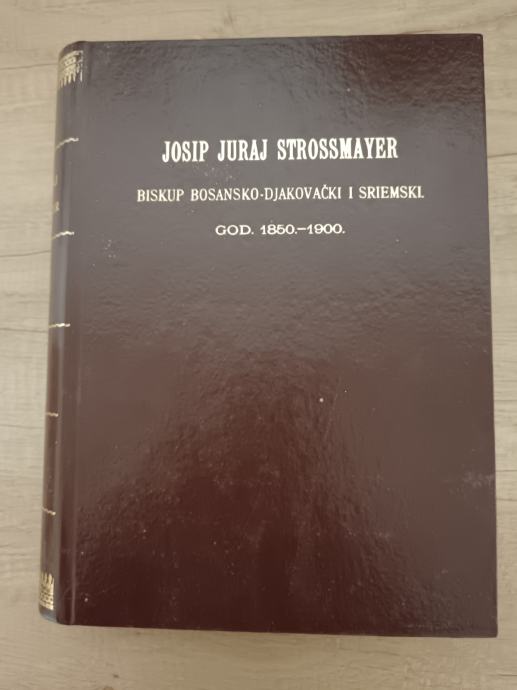 JOSIP JURAJ STROSSMAYER
BISKUP BOSANSKO-DJAKOVAČKI I SRIEMSKI.
GOD. 1850.–1900.